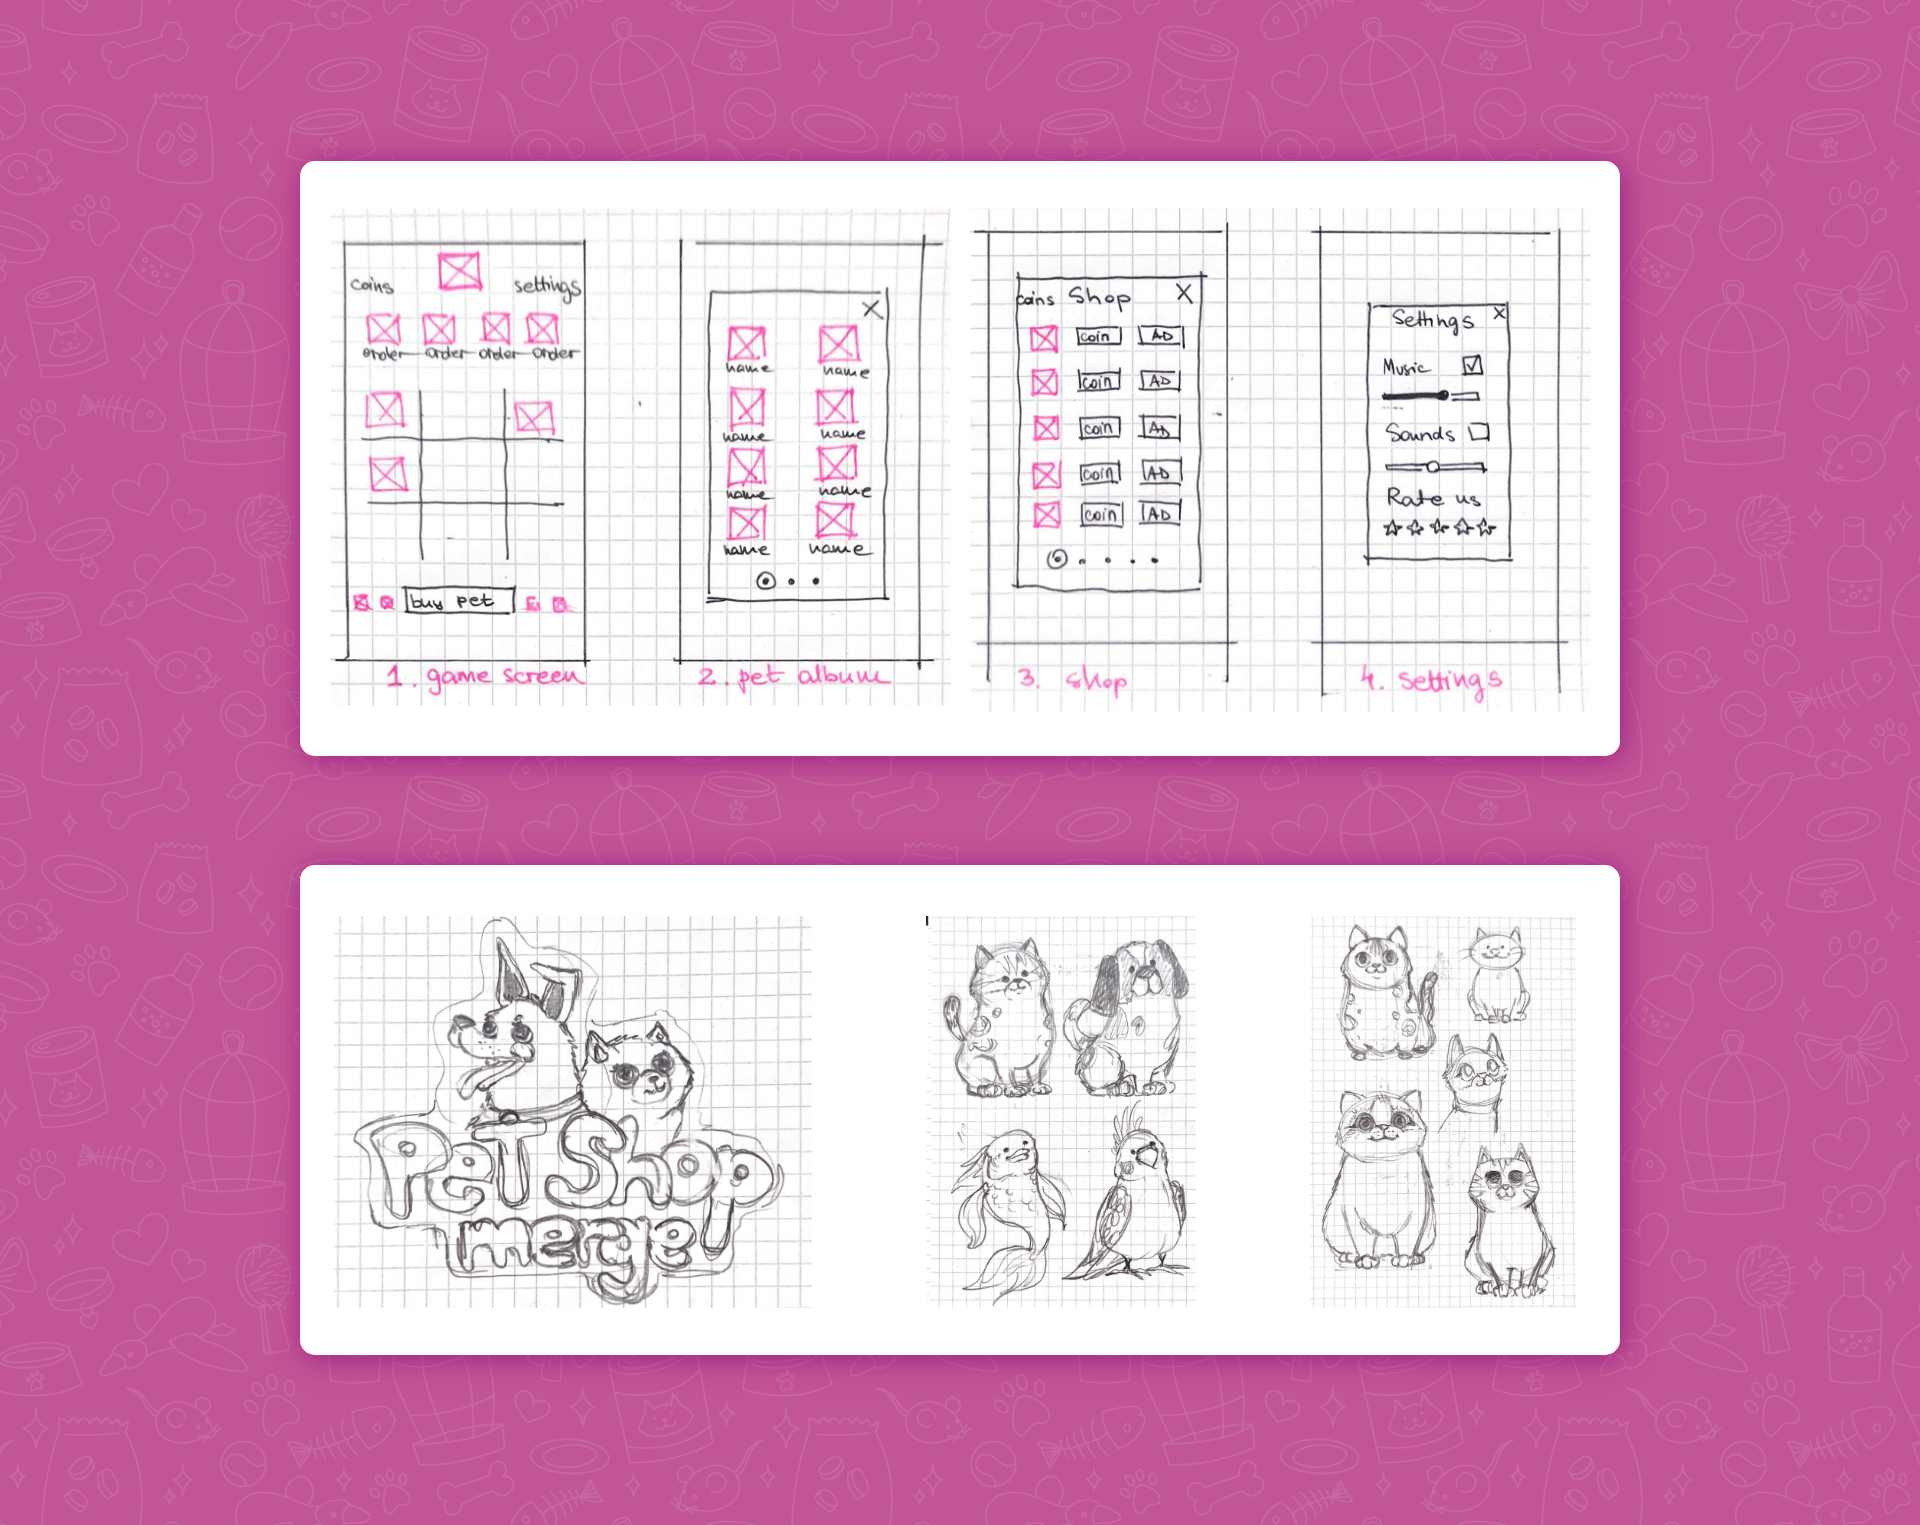 coins
settings
order order order order
buy pet
1. game screen
X
name name
name name
name name
name name
2. pet album
coins Shop X
coin AD
coin AD
coin AD
coin AD
coin AD
3. shop
Settings X
Music
Sounds
Rate us
4. settings
Pet Shop
merge